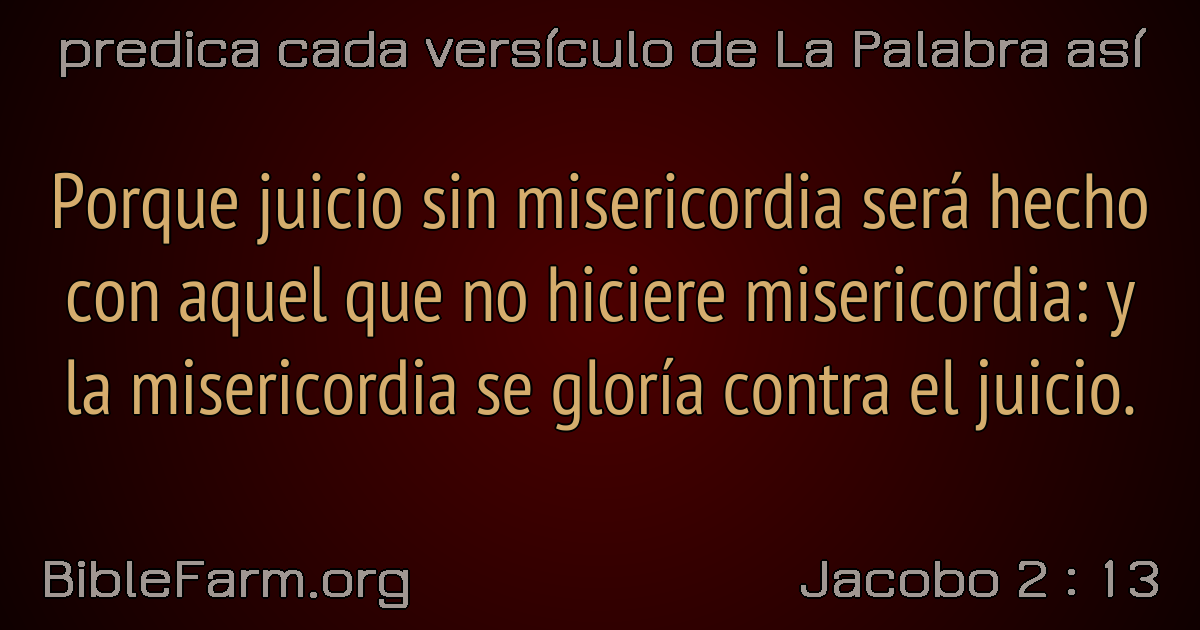 predica cada versículo de La Palabra así
Porque juicio sin misericordia será hecho
con aquel que no hiciere misericordia: y
la misericordia se gloría contra el juicio.
BibleFarm.org
Jacobo 2 : 13